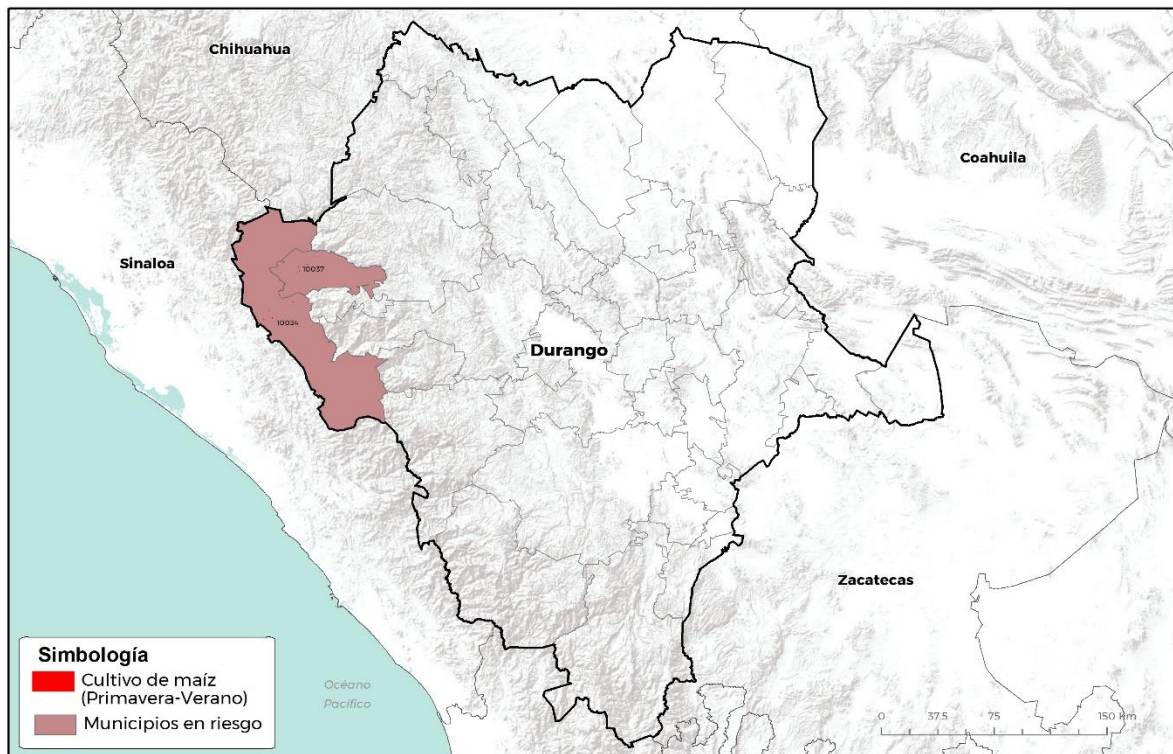 Chihuahua
Coahuila
Sinaloa
10037
10034
Durango
Zacatecas
Simbología
Cultivo de maíz
(Primavera-Verano)
Municipios en riesgo
Océano
Pacífico
0 37.5 75 150 km